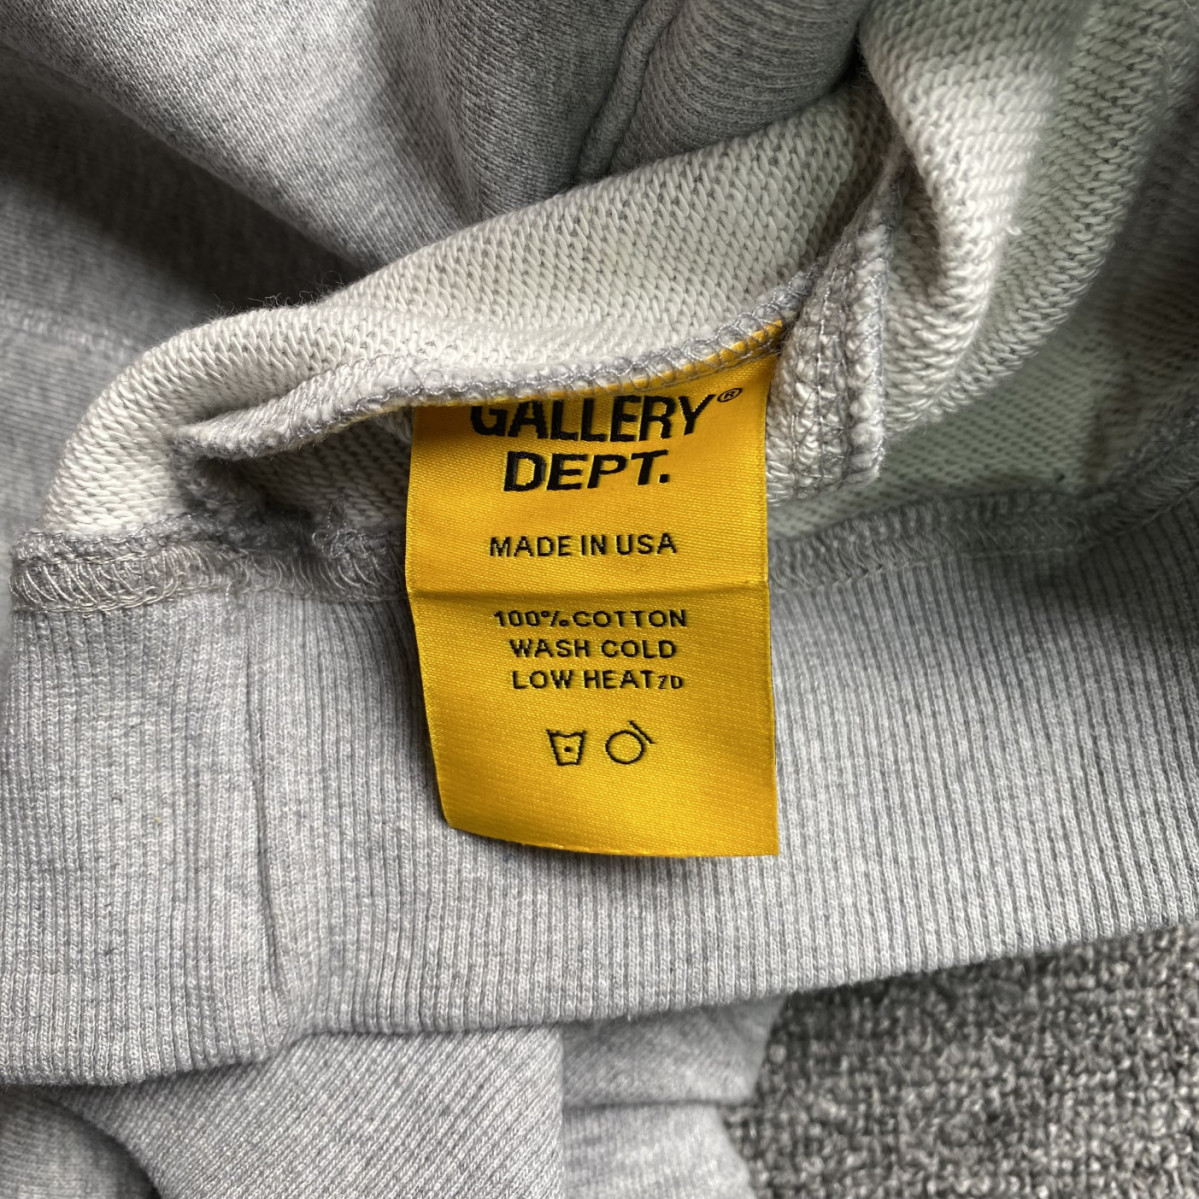 GALLERY®
DEPT.
MADE IN USA
100% COTTON
WASH COLD
LOW HEAT ZD